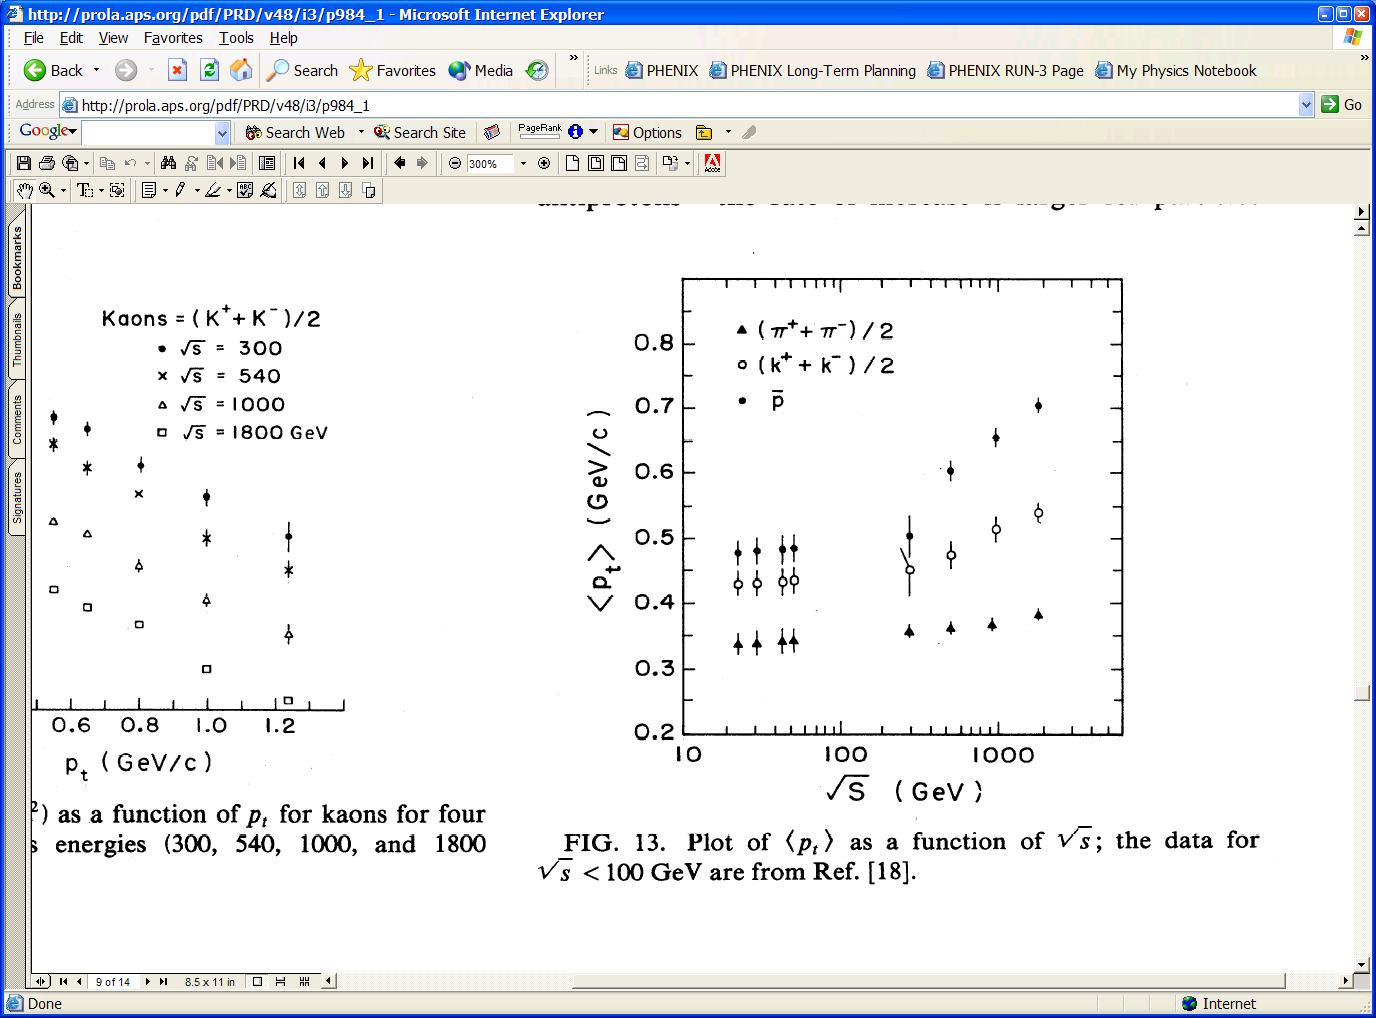 http://prola.aps.org/pdf/PRD/v48/i3/p984_1 - Microsoft Internet Explorer
File Edit View Favorites Tools Help
Back Search Favorites Media » Links PHENIX PHENIX Long-Term Planning PHENIX RUN-3 Page My Physics Notebook »
Address http://prola.aps.org/pdf/PRD/v48/i3/p984_1 Go
Google Search Web Search Site PageRank Options
300% Adobe
Bookmarks
Thumbnails
Comments
Signatures
Kaons = (K⁺+ K⁻)/2
• √s = 300
× √s = 540
△ √s = 1000
□ √s = 1800 GeV
0.6 0.8 1.0 1.2
pt (GeV/c)
²) as a function of pt for kaons for four
s energies (300, 540, 1000, and 1800
▲ (π⁺+ π⁻)/2
○ (k⁺ + k⁻)/2
• p̄
<pt> (GeV/c)
0.8
0.7
0.6
0.5
0.4
0.3
0.2
10 100 1000
√S (GeV)
FIG. 13. Plot of ⟨pt⟩ as a function of √s; the data for
√s <100 GeV are from Ref. [18].
9 of 14 8.5 x 11 in
Done Internet